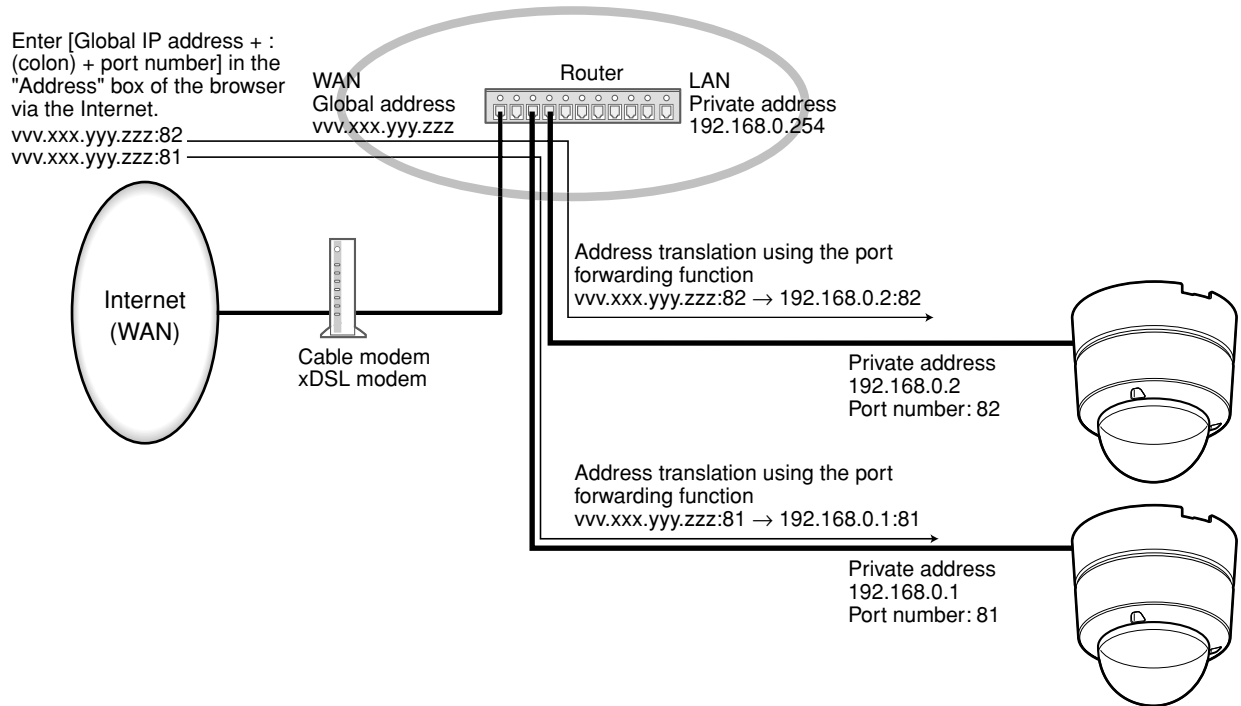 Enter [Global IP address + :
(colon) + port number] in the
"Address" box of the browser
via the Internet.
vvv.xxx.yyy.zzz:82
vvv.xxx.yyy.zzz:81
WAN
Global address
vvv.xxx.yyy.zzz
Router
LAN
Private address
192.168.0.254
Internet
(WAN)
Cable modem
xDSL modem
Address translation using the port
forwarding function
vvv.xxx.yyy.zzz:82 → 192.168.0.2:82
Private address
192.168.0.2
Port number: 82
Address translation using the port
forwarding function
vvv.xxx.yyy.zzz:81 → 192.168.0.1:81
Private address
192.168.0.1
Port number: 81